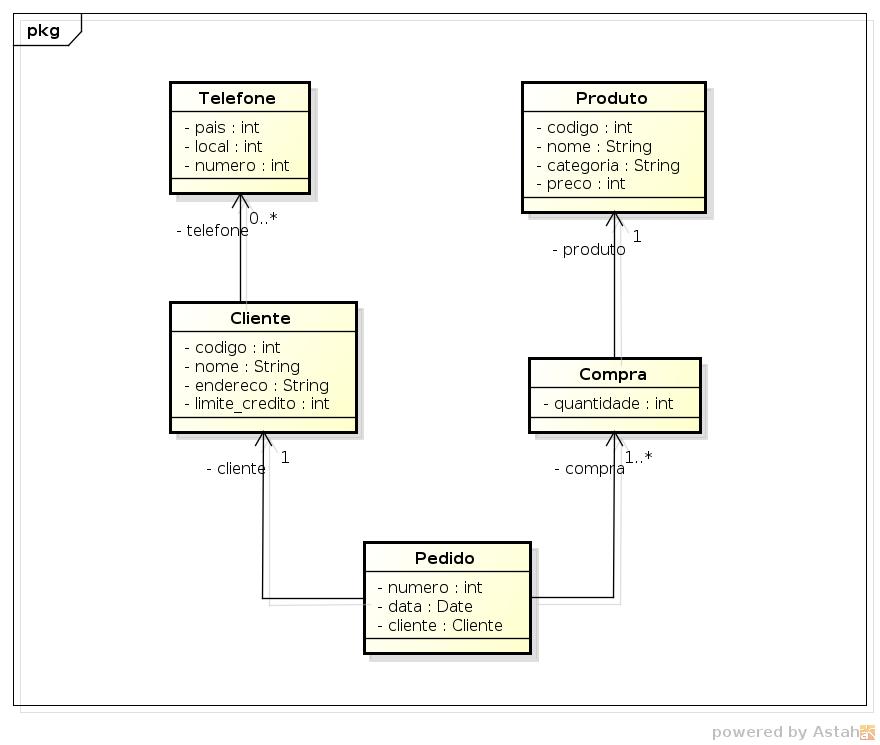 pkg
Telefone
- pais : int
- local : int
- numero : int
Produto
- codigo : int
- nome : String
- categoria : String
- preco : int
0..*
- telefone
1
- produto
Cliente
- codigo : int
- nome : String
- endereco : String
- limite_credito : int
Compra
- quantidade : int
1
- cliente
1..*
- compra
Pedido
- numero : int
- data : Date
- cliente : Cliente
powered by Astah